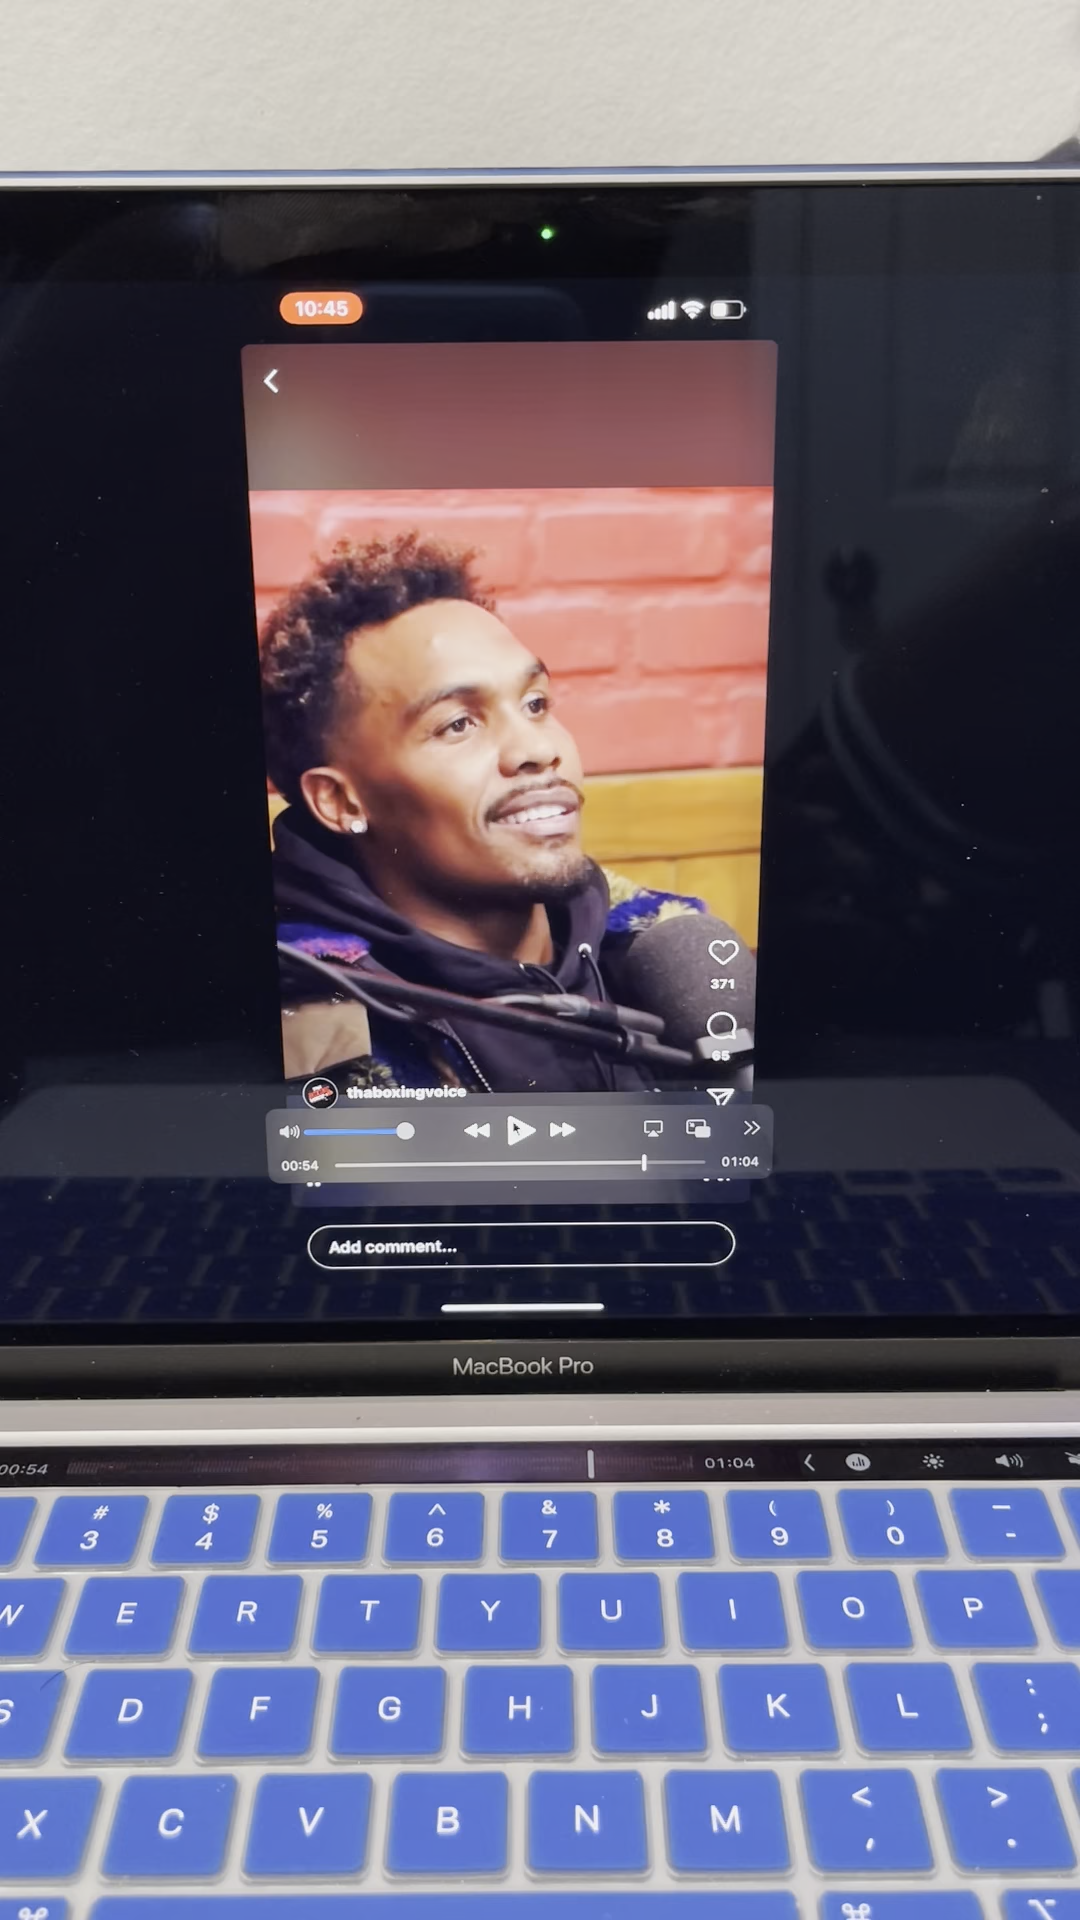 10:45
371
65
thaboxingvoice
00:54
01:04
Add comment...
MacBook Pro
00:54
01:04
# $ % ^ & * ( ) _
3 4 5 6 7 8 9 0 -
W E R T Y U I O P
S D F G H J K L : ;
X C V B N M < , > .
⌘ ⌘ ⌥